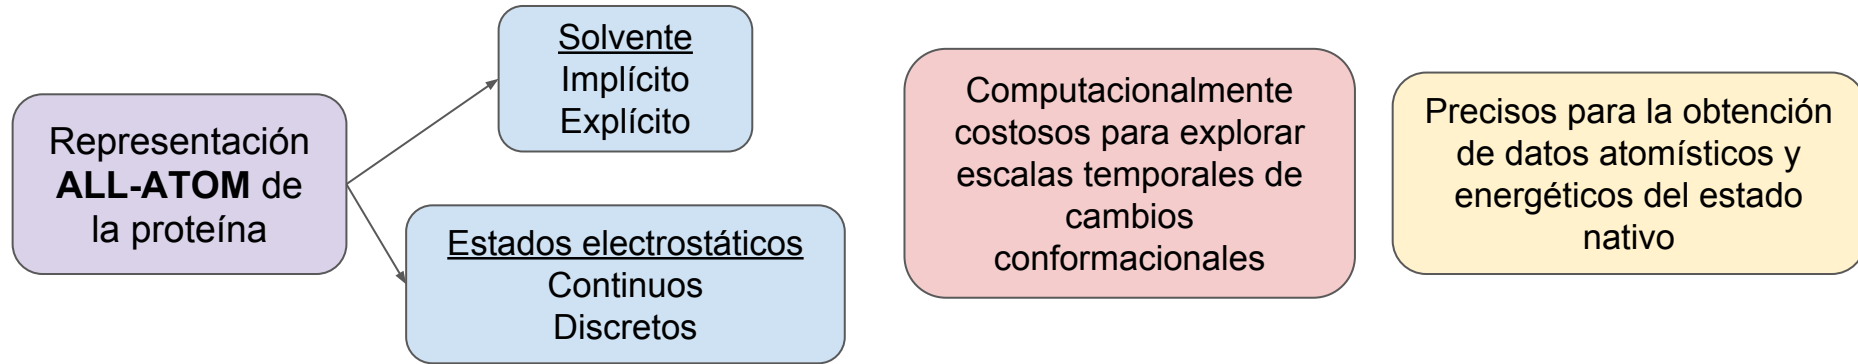 Representación
ALL-ATOM de
la proteína
Solvente
Implícito
Explícito
Estados electrostáticos
Continuos
Discretos
Computacionalmente
costosos para explorar
escalas temporales de
cambios
conformacionales
Precisos para la obtención
de datos atomísticos y
energéticos del estado
nativo